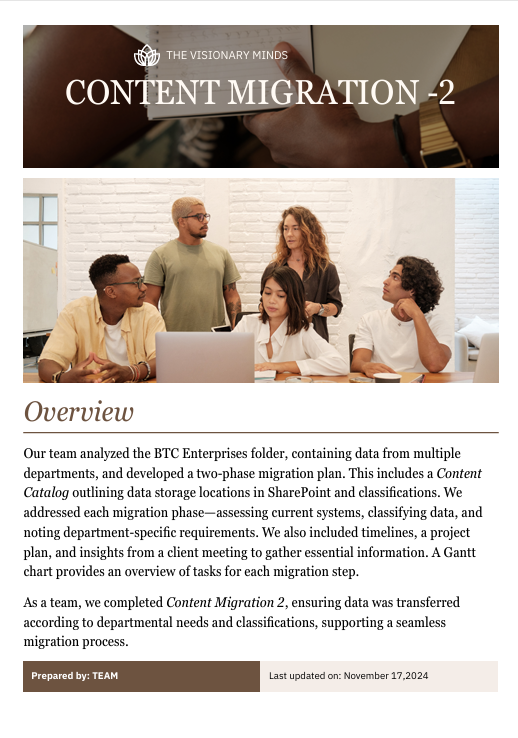 THE VISIONARY MINDS
CONTENT MIGRATION -2
Overview
Our team analyzed the BTC Enterprises folder, containing data from multiple
departments, and developed a two-phase migration plan. This includes a Content
Catalog outlining data storage locations in SharePoint and classifications. We
addressed each migration phase—assessing current systems, classifying data, and
noting department-specific requirements. We also included timelines, a project
plan, and insights from a client meeting to gather essential information. A Gantt
chart provides an overview of tasks for each migration step.
As a team, we completed Content Migration 2, ensuring data was transferred
according to departmental needs and classifications, supporting a seamless
migration process.
Prepared by: TEAM
Last updated on: November 17,2024